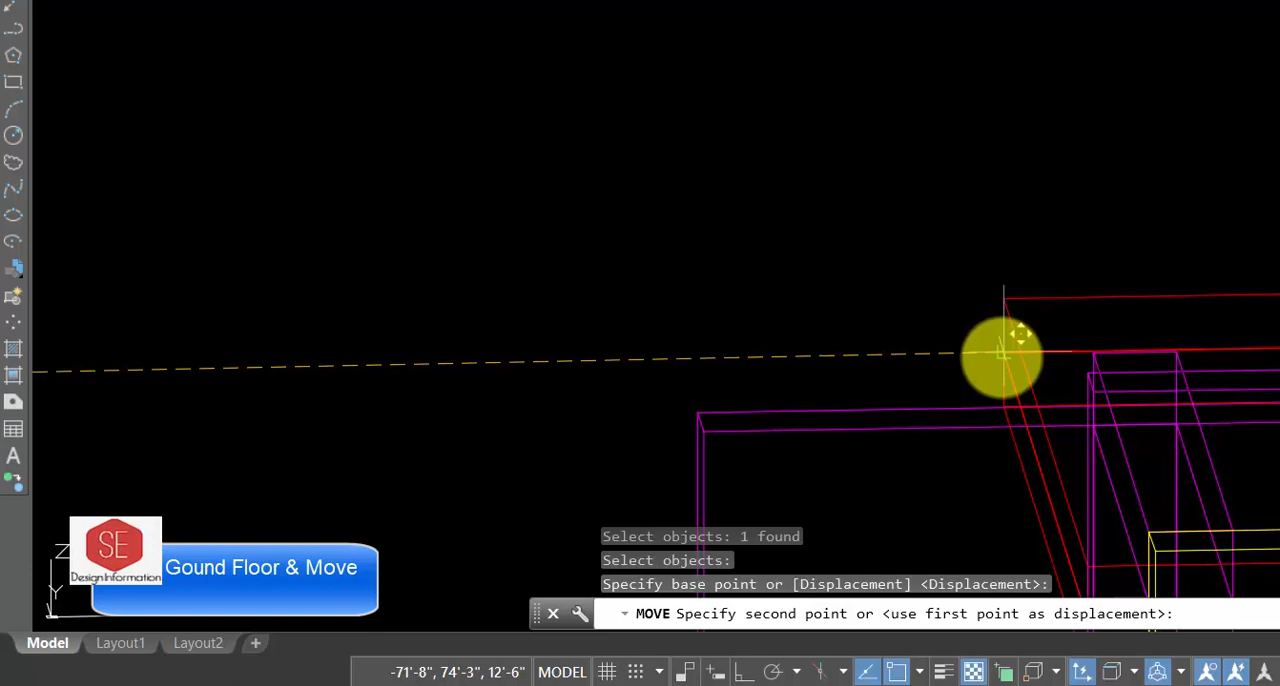 A
Select objects: 1 found
Select objects:
Specify base point or [Displacement] <Displacement>:
MOVE Specify second point or <use first point as displacement>:
SE
Design Information
Gound Floor & Move
Z
Y
Model
Layout1
Layout2
+
-71'-8", 74'-3", 12'-6"
MODEL